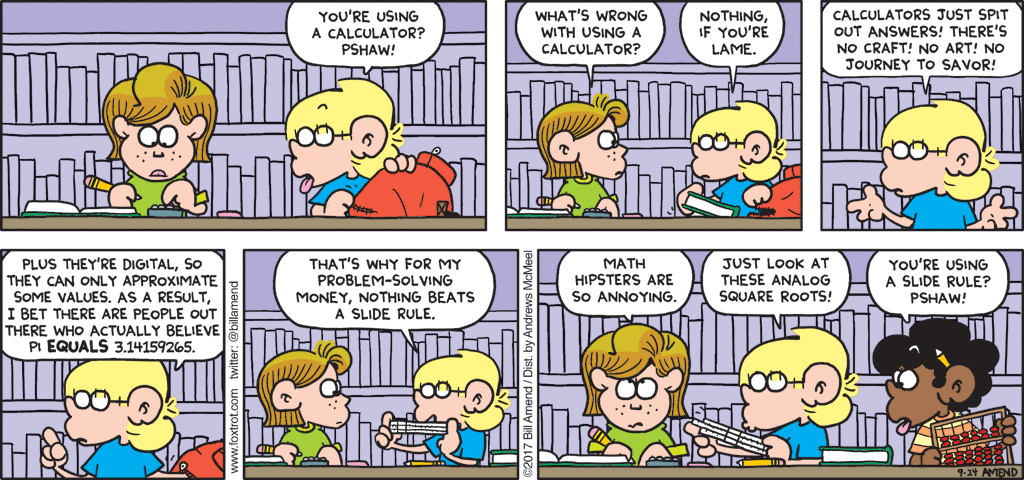 YOU'RE USING
A CALCULATOR?
PSHAW!
WHAT'S WRONG
WITH USING A
CALCULATOR?
NOTHING,
IF YOU'RE
LAME.
CALCULATORS JUST SPIT
OUT ANSWERS! THERE'S
NO CRAFT! NO ART! NO
JOURNEY TO SAVOR!
PLUS THEY'RE DIGITAL, SO
THEY CAN ONLY APPROXIMATE
SOME VALUES. AS A RESULT,
I BET THERE ARE PEOPLE OUT
THERE WHO ACTUALLY BELIEVE
PI EQUALS 3.14159265.
www.foxtrot.com twitter: @billamend
THAT'S WHY FOR MY
PROBLEM-SOLVING
MONEY, NOTHING BEATS
A SLIDE RULE.
©2017 Bill Amend / Dist. by Andrews McMeel
MATH
HIPSTERS ARE
SO ANNOYING.
JUST LOOK AT
THESE ANALOG
SQUARE ROOTS!
YOU'RE USING
A SLIDE RULE?
PSHAW!
9-24 AMEND